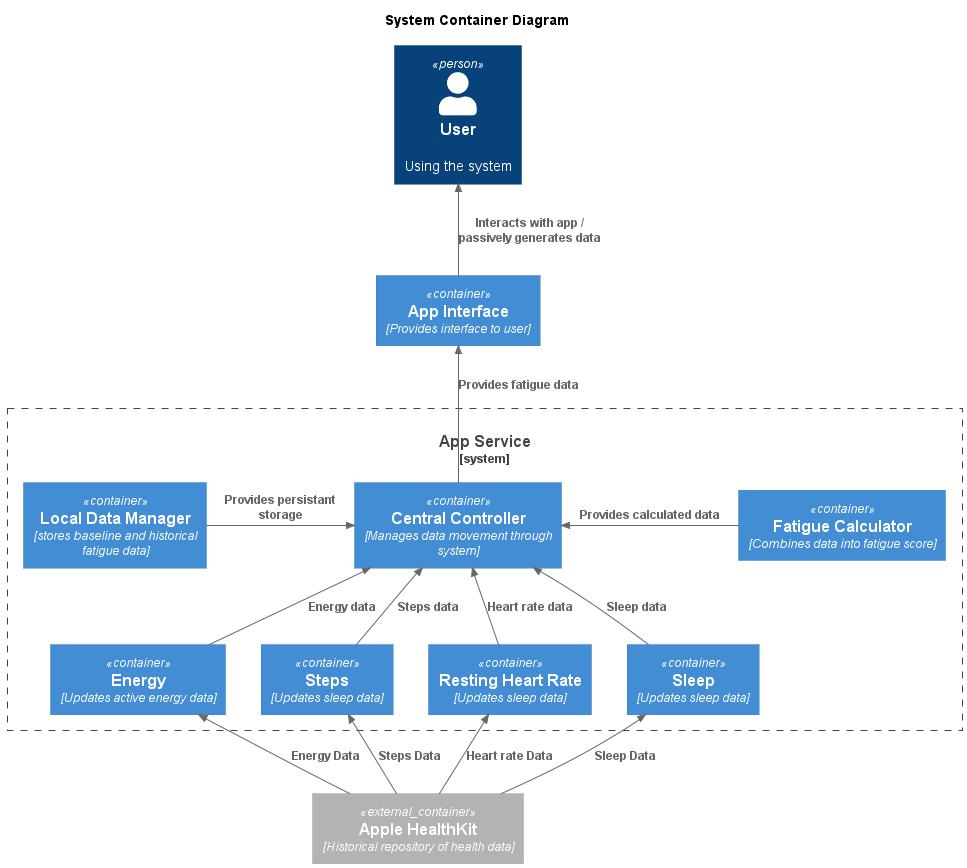 System Container Diagram
«person»
User
Using the system
Interacts with app /
passively generates data
«container»
App Interface
[Provides interface to user]
Provides fatigue data
App Service
[system]
«container»
Local Data Manager
[stores baseline and historical
fatigue data]
Provides persistant
storage
«container»
Central Controller
[Manages data movement through
system]
Provides calculated data
«container»
Fatigue Calculator
[Combines data into fatigue score]
Energy data
Steps data
Heart rate data
Sleep data
«container»
Energy
[Updates active energy data]
«container»
Steps
[Updates sleep data]
«container»
Resting Heart Rate
[Updates sleep data]
«container»
Sleep
[Updates sleep data]
Energy Data
Steps Data
Heart rate Data
Sleep Data
«external_container»
Apple HealthKit
[Historical repository of health data]